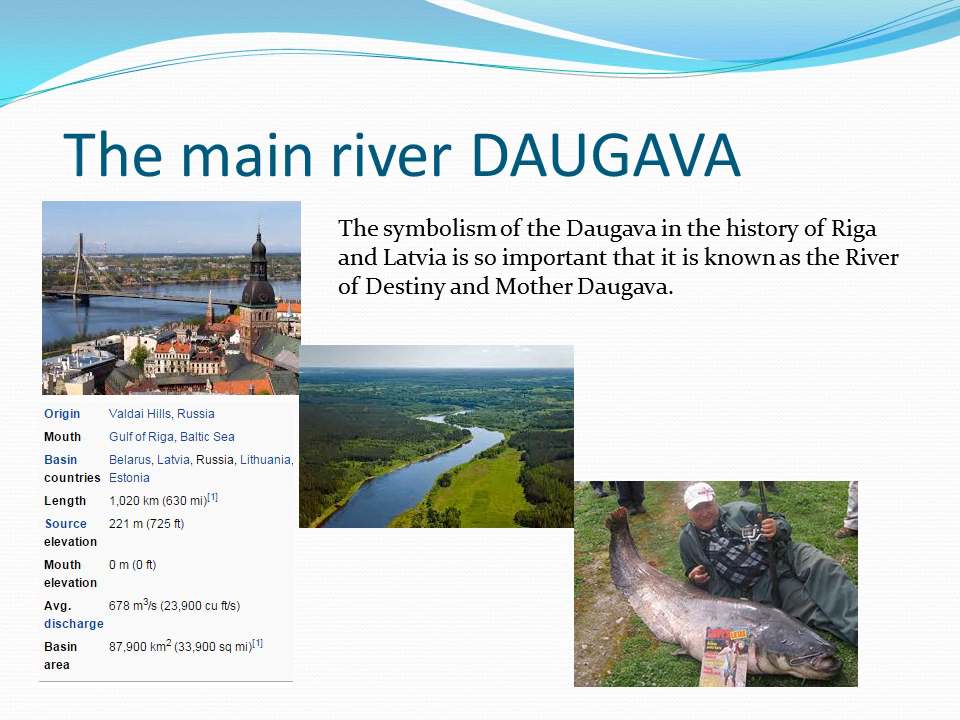 The main river DAUGAVA
The symbolism of the Daugava in the history of Riga
and Latvia is so important that it is known as the River
of Destiny and Mother Daugava.
Origin Valdai Hills, Russia
Mouth Gulf of Riga, Baltic Sea
Basin Belarus, Latvia, Russia, Lithuania,
countries Estonia
Length 1,020 km (630 mi)[1]
Source 221 m (725 ft)
elevation
Mouth 0 m (0 ft)
elevation
Avg. 678 m3/s (23,900 cu ft/s)
discharge
Basin 87,900 km2 (33,900 sq mi)[1]
area